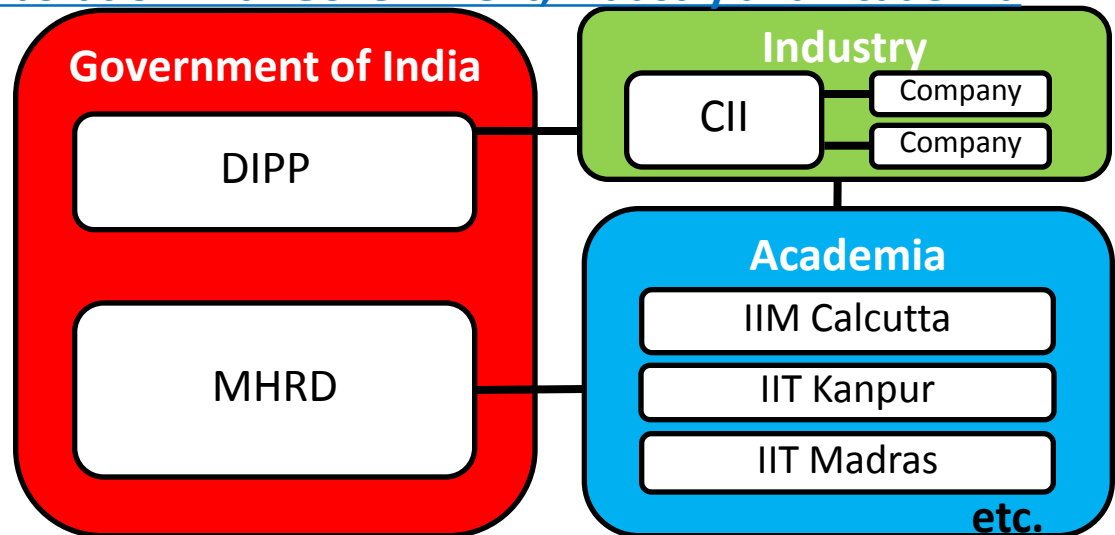 Government of India
DIPP
MHRD
Industry
CII
Company
Company
Academia
IIM Calcutta
IIT Kanpur
IIT Madras
etc.